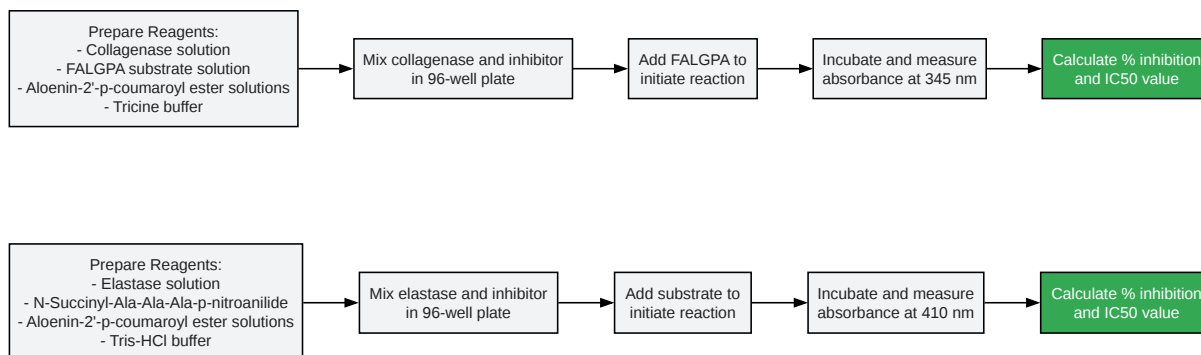 Prepare Reagents:
- Collagenase solution
- FALGPA substrate solution
- Aloenin-2'-p-coumaroyl ester solutions
- Tricine buffer
Mix collagenase and inhibitor
in 96-well plate
Add FALGPA to
initiate reaction
Incubate and measure
absorbance at 345 nm
Calculate % inhibition
and IC50 value
Prepare Reagents:
- Elastase solution
- N-Succinyl-Ala-Ala-Ala-p-nitroanilide
- Aloenin-2'-p-coumaroyl ester solutions
- Tris-HCl buffer
Mix elastase and inhibitor
in 96-well plate
Add substrate to
initiate reaction
Incubate and measure
absorbance at 410 nm
Calculate % inhibition
and IC50 value